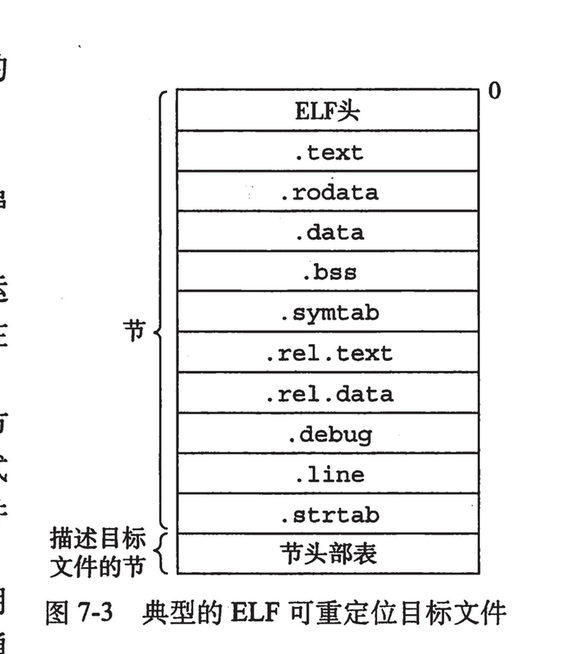 的
0
ELF头
.text
.rodata
.data
.bss
.symtab
节
.rel.text
.rel.data
.debug
.line
.strtab
描述目标
文件的节
节头部表
图 7-3 典型的 ELF 可重定位目标文件